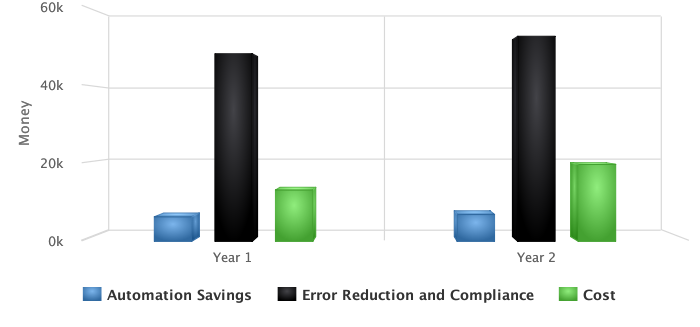 60k
40k
20k
0k
Money
Year 1
Year 2
Automation Savings
Error Reduction and Compliance
Cost